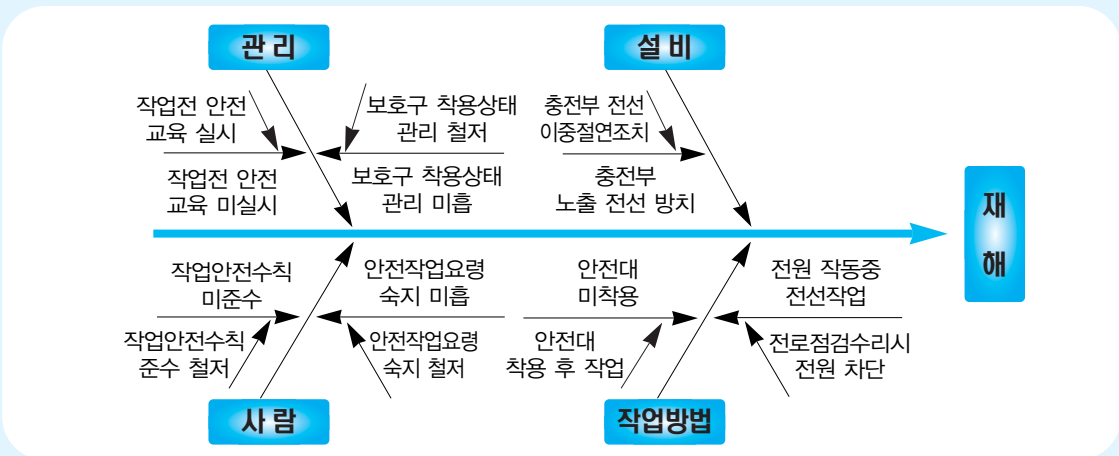 관 리
설 비
작업전 안전
교육 실시
보호구 착용상태
관리 철저
충전부 전선
이중절연조치
작업전 안전
교육 미실시
보호구 착용상태
관리 미흡
충전부
노출 전선 방치
재
해
작업안전수칙
미준수
안전작업요령
숙지 미흡
안전대
미착용
전원 작동중
전선작업
작업안전수칙
준수 철저
안전작업요령
숙지 철저
안전대
착용 후 작업
전로점검수리시
전원 차단
사 람
작업방법